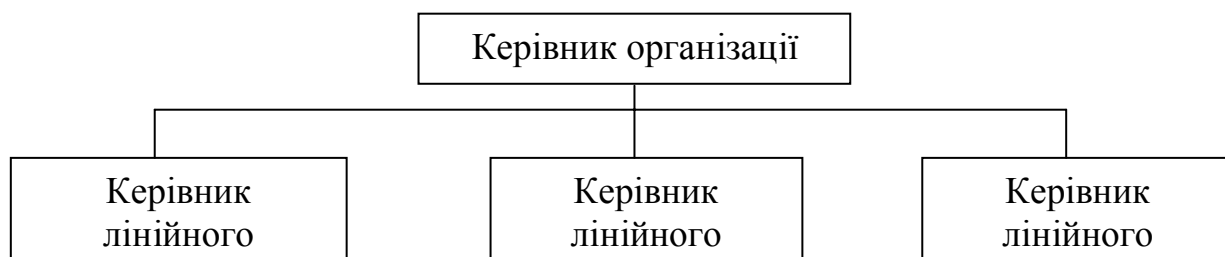 Керівник організації
Керівник
лінійного
Керівник
лінійного
Керівник
лінійного